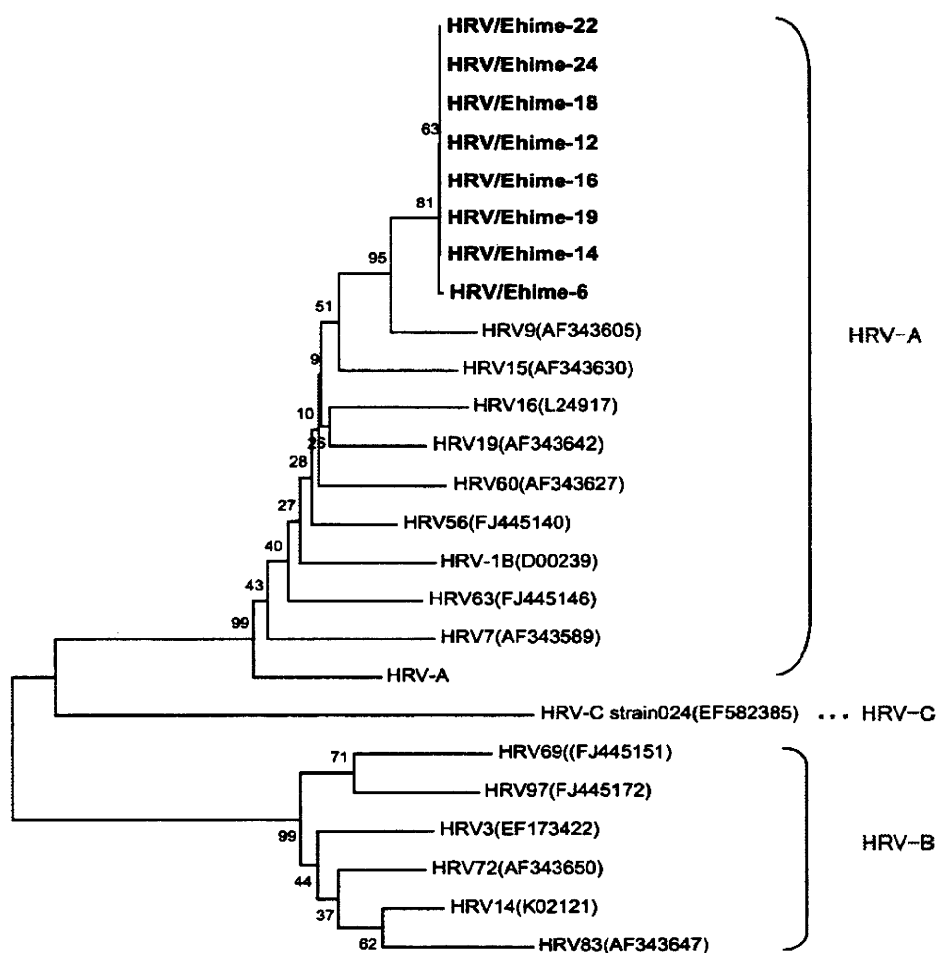 HRV/Ehime-22
HRV/Ehime-24
HRV/Ehime-18
63
HRV/Ehime-12
HRV/Ehime-16
81
HRV/Ehime-19
HRV/Ehime-14
95
HRV/Ehime-6
51
HRV9(AF343605)
HRV-A
9
HRV15(AF343630)
10
HRV16(L24917)
26
HRV19(AF343642)
28
HRV60(AF343627)
27
HRV56(FJ445140)
40
HRV-1B(D00239)
43
HRV63(FJ445146)
99
HRV7(AF343589)
HRV-A
HRV-C strain024(EF582385) ... HRV-C
71
HRV69((FJ445151)
HRV97(FJ445172)
99
HRV3(EF173422)
HRV-B
44
HRV72(AF343650)
37
HRV14(K02121)
62
HRV83(AF343647)